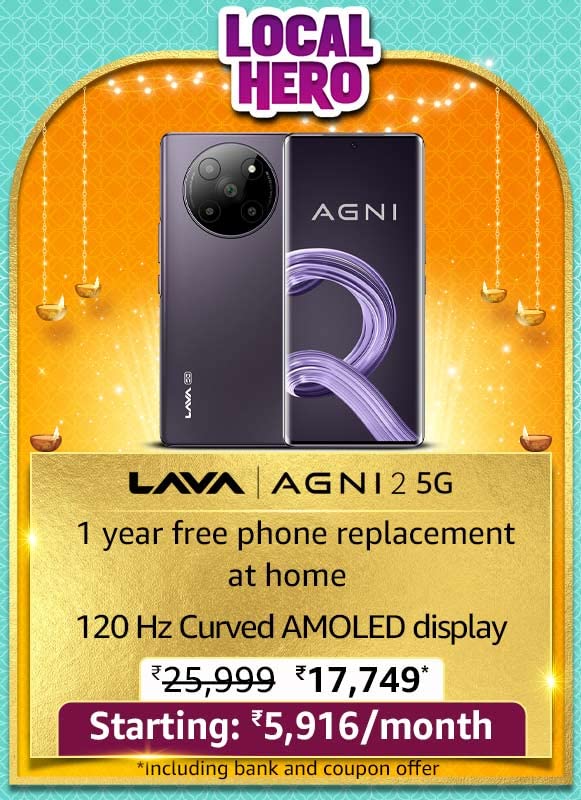 LOCAL
HERO
AGNI
LAVA 5G
LAVA | AGNI 2 5G
1 year free phone replacement
at home
120 Hz Curved AMOLED display
₹25,999 ₹17,749*
Starting: ₹5,916/month
*Including bank and coupon offer